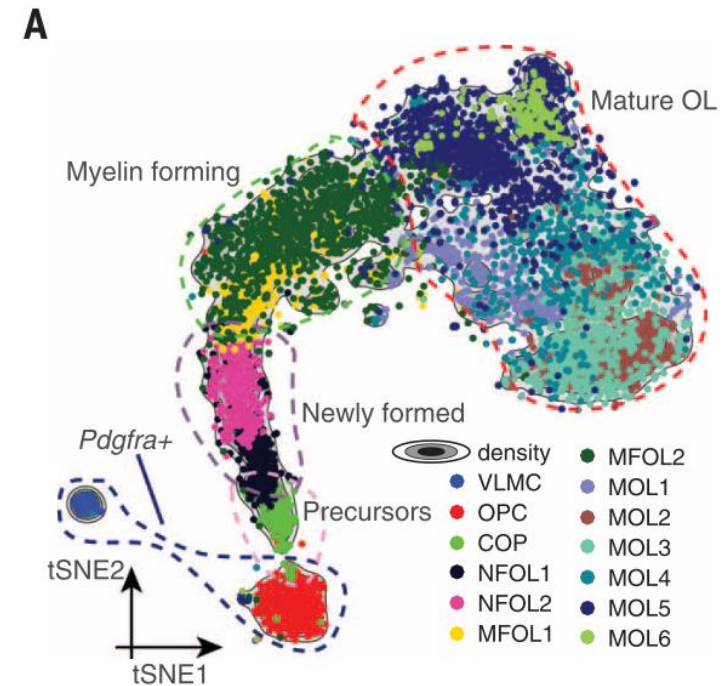 A
Mature OL
Myelin forming
Newly formed
Pdgfra+
Precursors
tSNE2
tSNE1
density
VLMC
OPC
COP
NFOL1
NFOL2
MFOL1
MFOL2
MOL1
MOL2
MOL3
MOL4
MOL5
MOL6